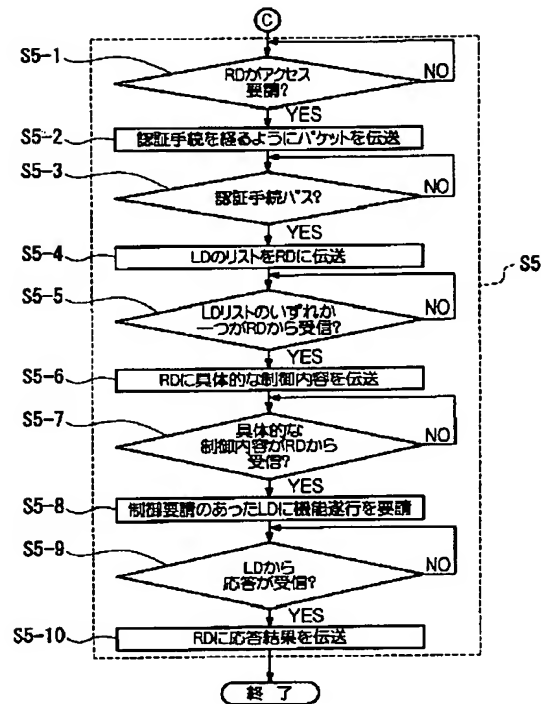 C
S5-1
RDがアクセス
要請?
NO
YES
S5-2
認証手続を経るようにパケットを伝送
S5-3
認証手続パス?
NO
YES
S5-4
LDのリストをRDに伝送
S5
S5-5
LDリストのいずれか
一つがRDから受信?
NO
YES
S5-6
RDに具体的な制御内容を伝送
S5-7
具体的な
制御内容がRDから
受信?
NO
YES
S5-8
制御要請のあったLDに機能遂行を要請
S5-9
LDから
応答が受信?
NO
YES
S5-10
RDに応答結果を伝送
終了